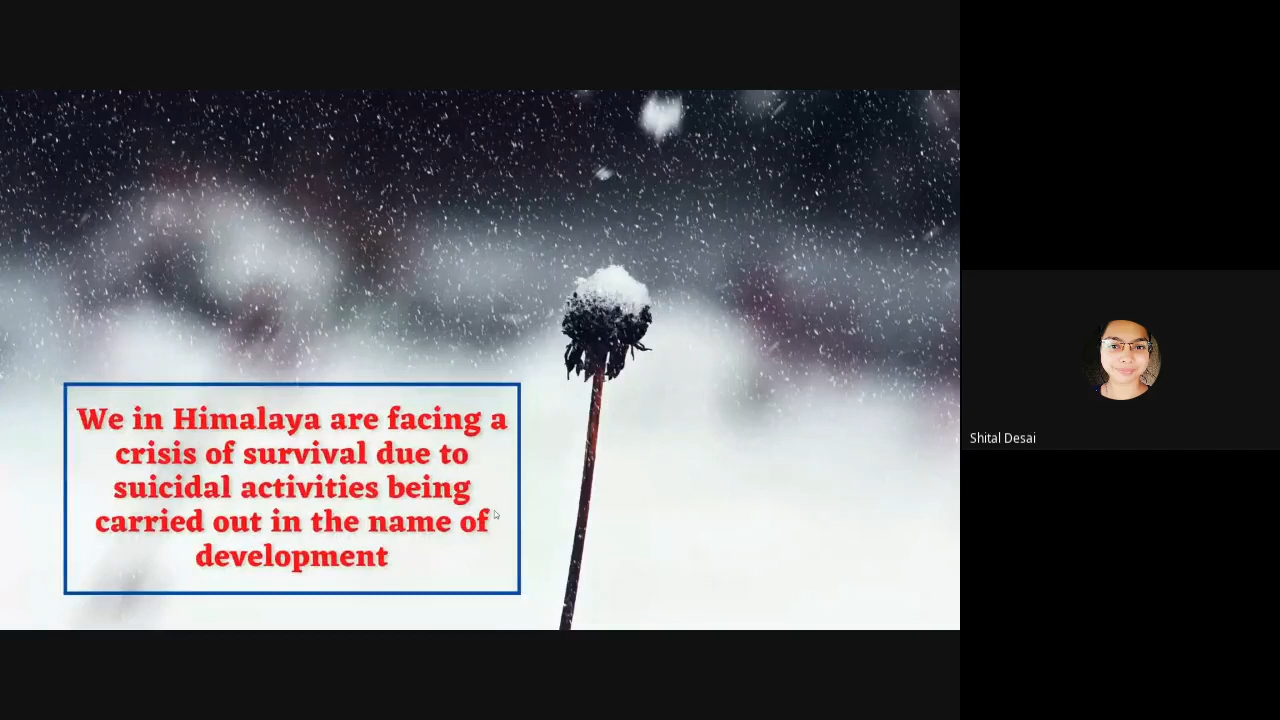 We in Himalaya are facing a
crisis of survival due to
suicidal activities being
carried out in the name of
development
Shital Desai